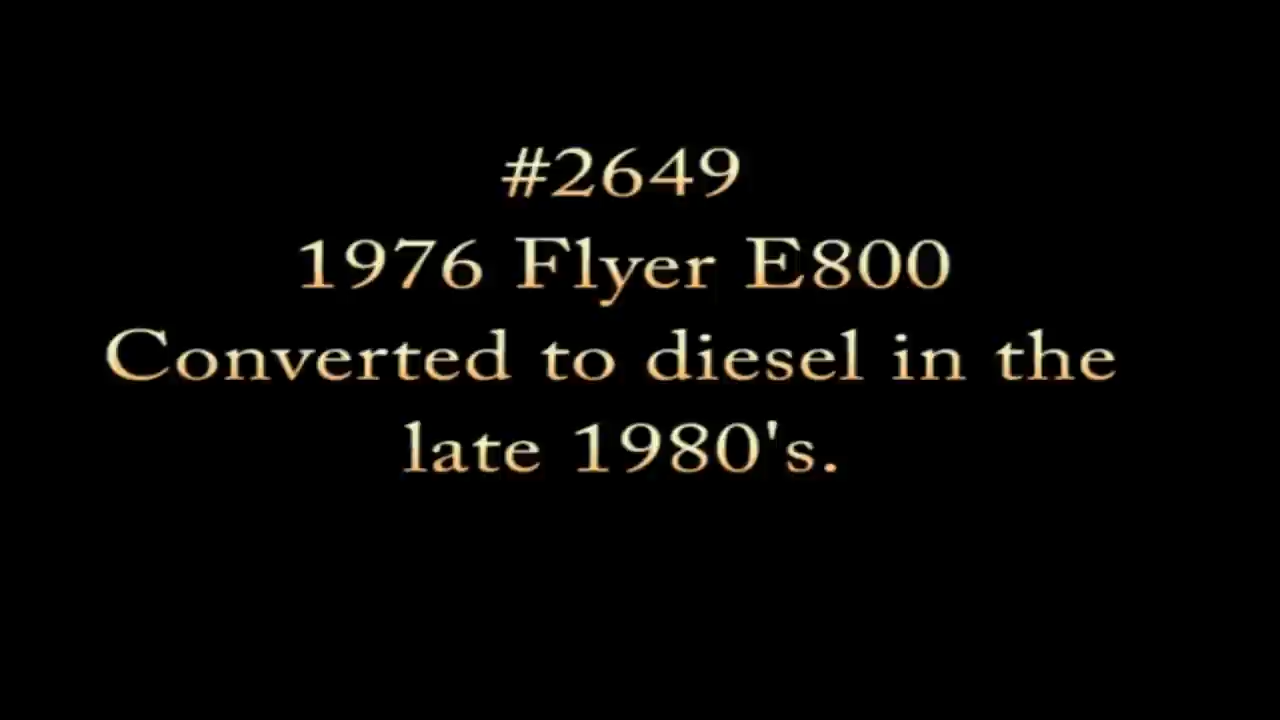 #2649
1976 Flyer E800
Converted to diesel in the
late 1980's.